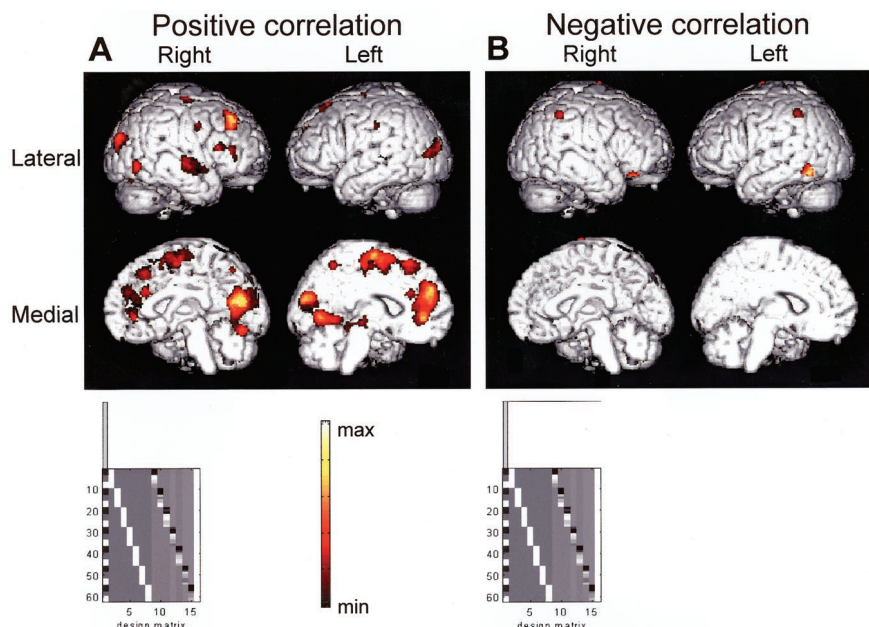 Positive correlation
A
Right
Left
Negative correlation
B
Right
Left
Lateral
Medial
max
min
10
20
30
40
50
60
5
10
15
design matrix
10
20
30
40
50
60
5
10
15
design matrix